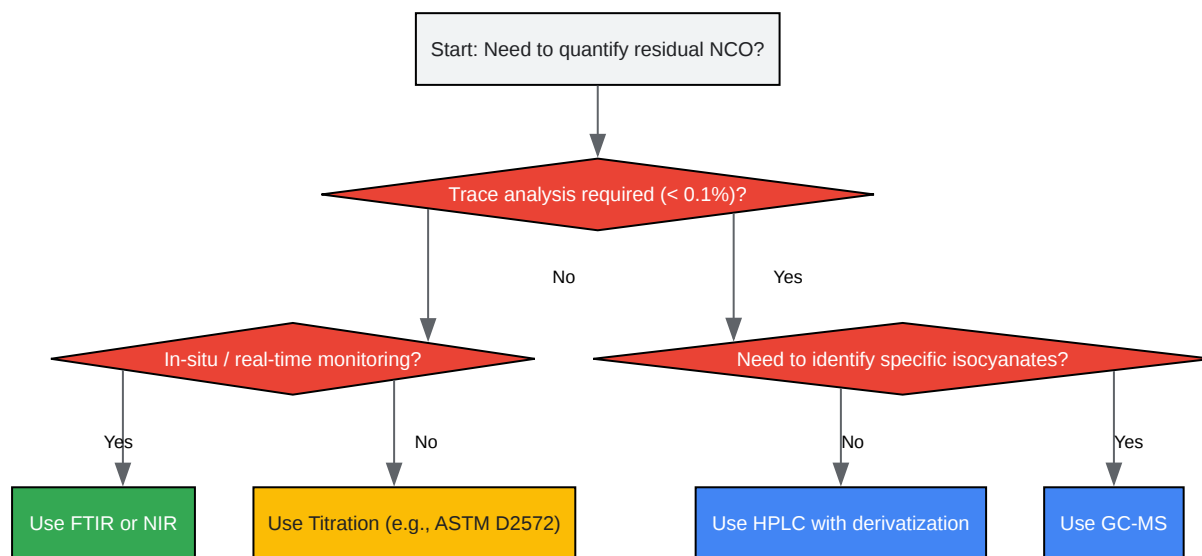 Start: Need to quantify residual NCO?
Trace analysis required (< 0.1%)?
No
Yes
In-situ / real-time monitoring?
Need to identify specific isocyanates?
Yes
No
No
Yes
Use FTIR or NIR
Use Titration (e.g., ASTM D2572)
Use HPLC with derivatization
Use GC-MS